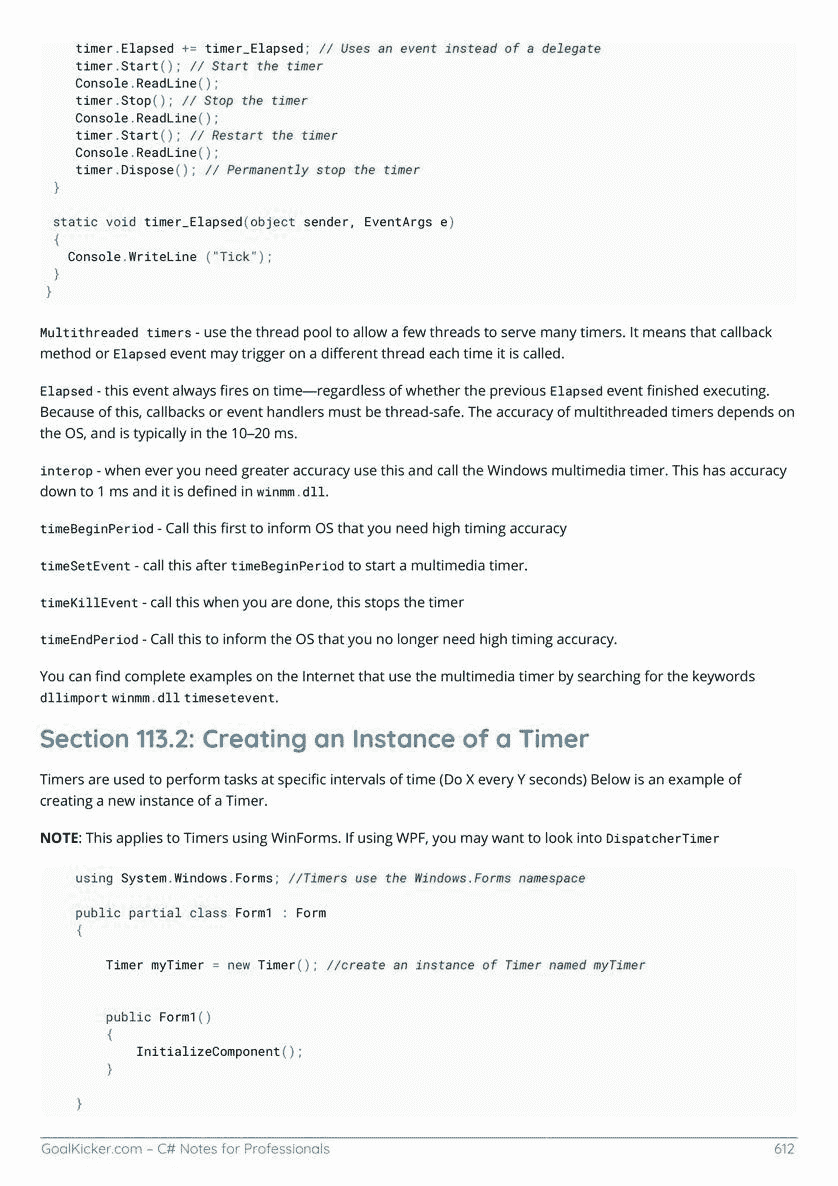 timer.Elapsed += timer_Elapsed; // Uses an event instead of a delegate
timer.Start(); // Start the timer
Console.ReadLine();
timer.Stop(); // Stop the timer
Console.ReadLine();
timer.Start(); // Restart the timer
Console.ReadLine();
timer.Dispose(); // Permanently stop the timer
}
static void timer_Elapsed(object sender, EventArgs e)
{
Console.WriteLine ("Tick");
}
}
Multithreaded timers - use the thread pool to allow a few threads to serve many timers. It means that callback
method or Elapsed event may trigger on a different thread each time it is called.
Elapsed - this event always fires on time—regardless of whether the previous Elapsed event finished executing.
Because of this, callbacks or event handlers must be thread-safe. The accuracy of multithreaded timers depends on
the OS, and is typically in the 10–20 ms.
interop - when ever you need greater accuracy use this and call the Windows multimedia timer. This has accuracy
down to 1 ms and it is defined in winmm.dll.
timeBeginPeriod - Call this first to inform OS that you need high timing accuracy
timeSetEvent - call this after timeBeginPeriod to start a multimedia timer.
timeKillEvent - call this when you are done, this stops the timer
timeEndPeriod - Call this to inform the OS that you no longer need high timing accuracy.
You can find complete examples on the Internet that use the multimedia timer by searching for the keywords
dllimport winmm.dll timesetevent.
Section 113.2: Creating an Instance of a Timer
Timers are used to perform tasks at specific intervals of time (Do X every Y seconds) Below is an example of
creating a new instance of a Timer.
NOTE: This applies to Timers using WinForms. If using WPF, you may want to look into DispatcherTimer
using System.Windows.Forms; //Timers use the Windows.Forms namespace
public partial class Form1 : Form
{
Timer myTimer = new Timer(); //create an instance of Timer named myTimer
public Form1()
{
InitializeComponent();
}
}
GoalKicker.com – C# Notes for Professionals 612